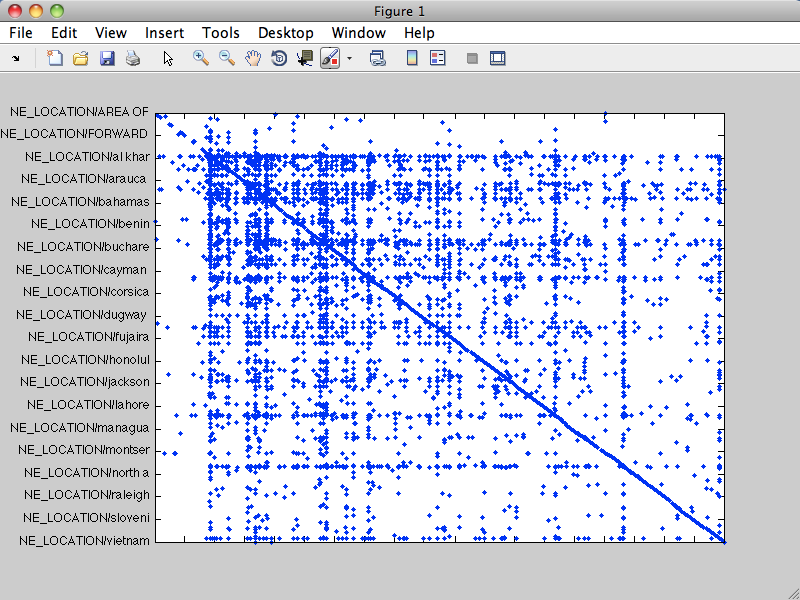 Figure 1
File Edit View Insert Tools Desktop Window Help
NE_LOCATION/AREA OF
NE_LOCATION/FORWARD
NE_LOCATION/al khar
NE_LOCATION/arauca
NE_LOCATION/bahamas
NE_LOCATION/benin
NE_LOCATION/buchare
NE_LOCATION/cayman
NE_LOCATION/corsica
NE_LOCATION/dugway
NE_LOCATION/fujaira
NE_LOCATION/honolul
NE_LOCATION/jackson
NE_LOCATION/lahore
NE_LOCATION/managua
NE_LOCATION/montser
NE_LOCATION/north a
NE_LOCATION/raleigh
NE_LOCATION/sloveni
NE_LOCATION/vietnam